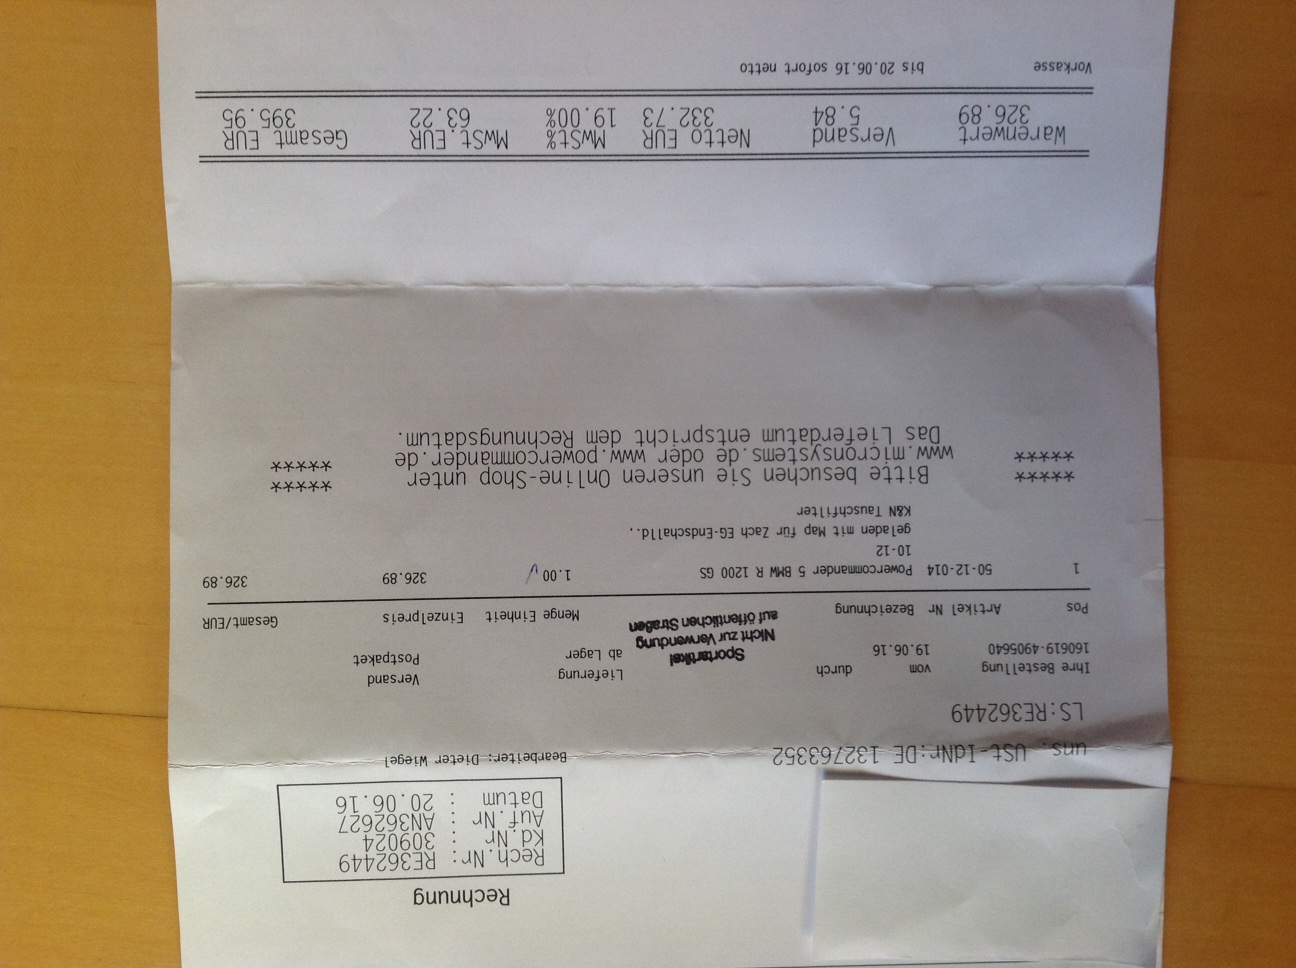 Rechnung
Rech.Nr: RE362449
Kd.Nr : 309024
Auf.Nr : AN362627
Datum : 20.06.16
uns. USt-IdNr:DE 132763352 Bearbeiter: Dieter Wiegel
LS:RE362449
Ihre Bestellung vom durch Lieferung Versand
160619-4905640 19.06.16 ab Lager Postpaket
Sportartikel
Nicht zur Verwendung
auf öffentlichen Straßen
Pos Artikel Nr Bezeichnung Menge Einheit Einzelpreis Gesamt/EUR
1 50-12-014 Powercommander 5 BMW R 1200 GS 1.00 326.89 326.89
10-12
geladen mit Map für Zach EG-Endschalld..
K&N Tauschfilter
***** Bitte besuchen Sie unseren Online-Shop unter *****
***** www.micronsystems.de oder www.powercommander.de *****
Das Lieferdatum entspricht dem Rechnungsdatum.
Warenwert Versand Netto EUR MwSt% MwSt.EUR Gesamt EUR
326.89 5.84 332.73 19.00% 63.22 395.95
Vorkasse bis 20.06.16 sofort netto